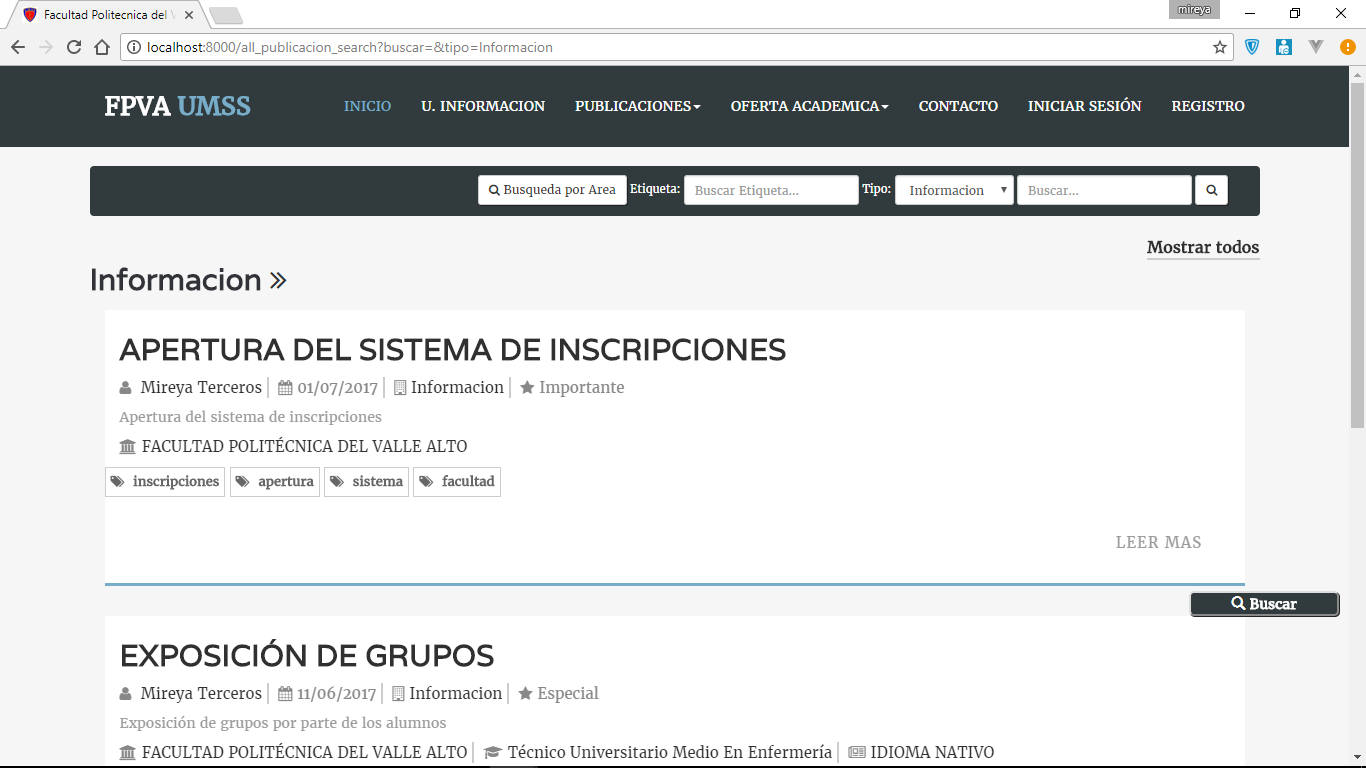 Facultad Politecnica del V
mireya
localhost:8000/all_publicacion_search?buscar=&tipo=Informacion
FPVA UMSS INICIO U. INFORMACION PUBLICACIONES OFERTA ACADEMICA CONTACTO INICIAR SESIÓN REGISTRO
Busqueda por Area Etiqueta: Buscar Etiqueta... Tipo: Informacion Buscar...
Mostrar todos
Informacion »
APERTURA DEL SISTEMA DE INSCRIPCIONES
Mireya Terceros | 01/07/2017 | Informacion | Importante
Apertura del sistema de inscripciones
FACULTAD POLITÉCNICA DEL VALLE ALTO
inscripciones apertura sistema facultad
LEER MAS
Buscar
EXPOSICIÓN DE GRUPOS
Mireya Terceros | 11/06/2017 | Informacion | Especial
Exposición de grupos por parte de los alumnos
FACULTAD POLITÉCNICA DEL VALLE ALTO | Técnico Universitario Medio En Enfermería | IDIOMA NATIVO